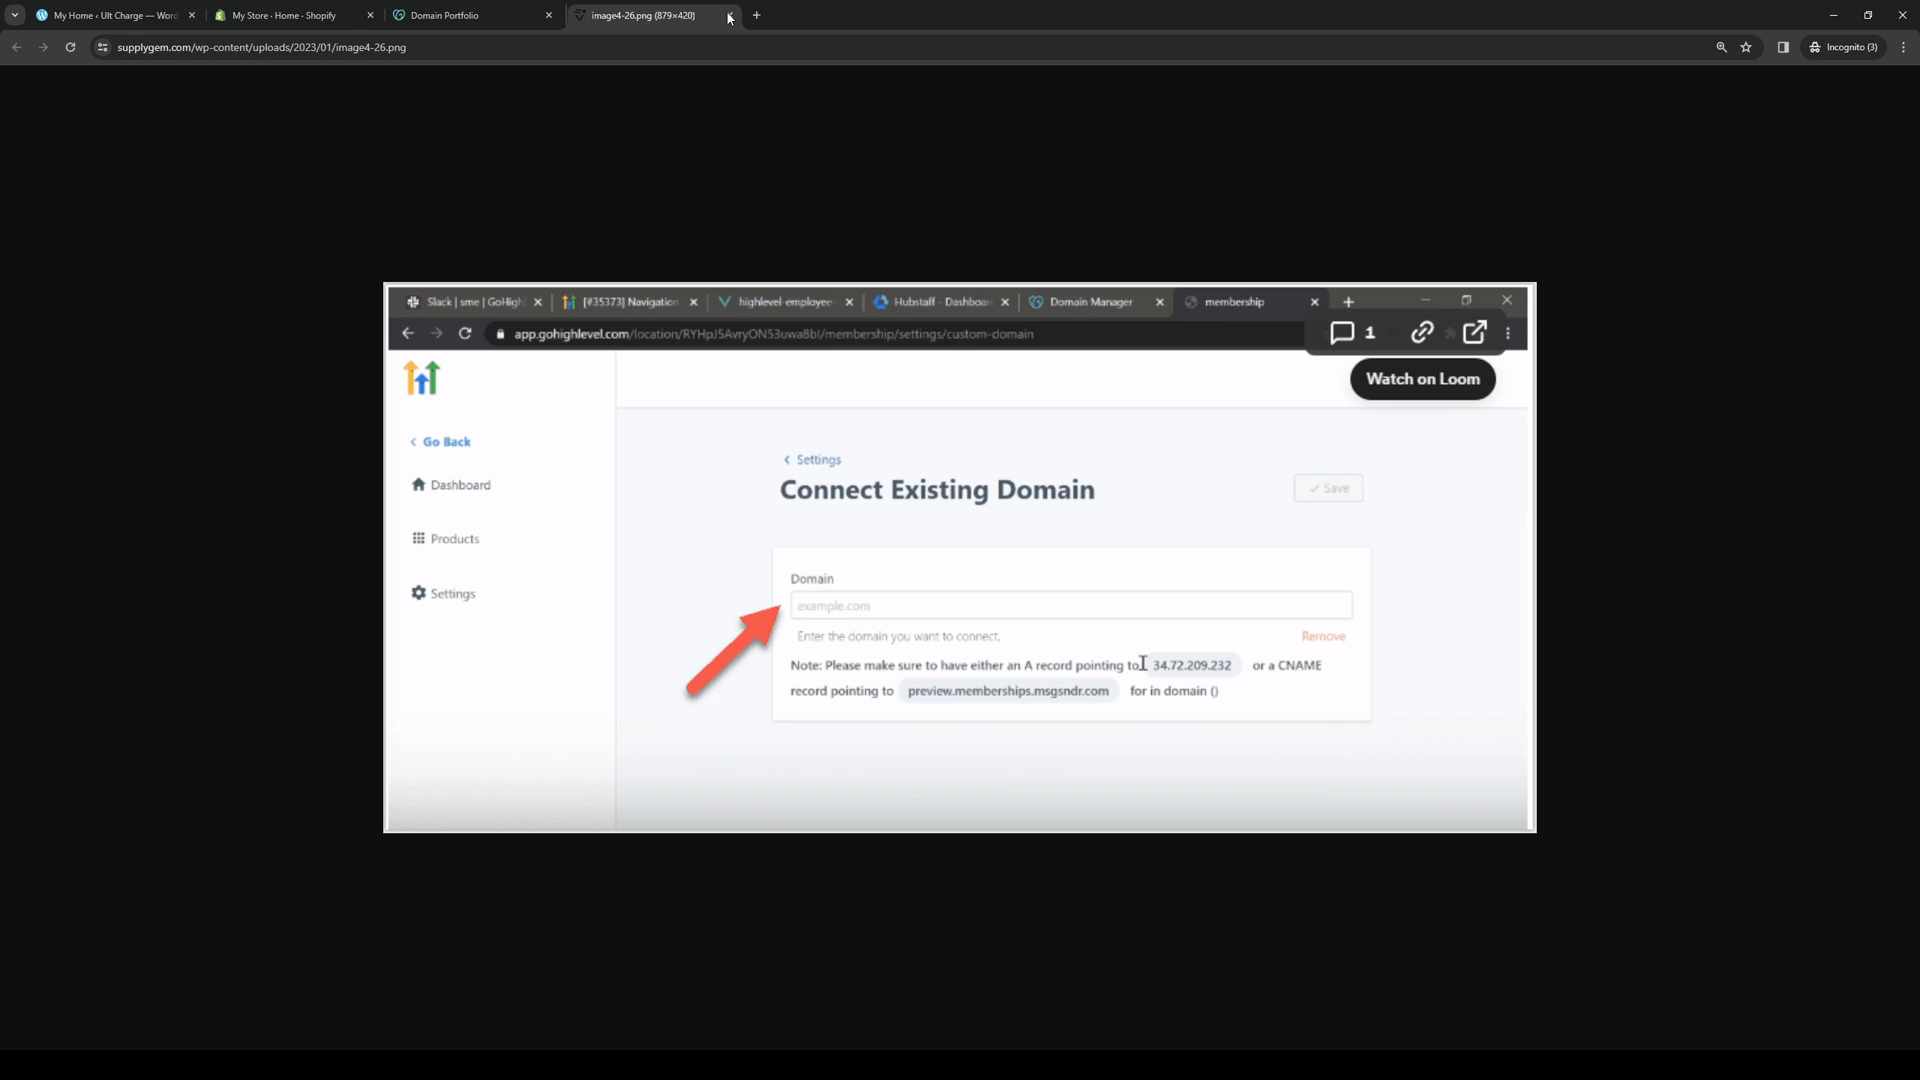 My Home ‹ Ult Charge — Word
My Store · Home · Shopify
Domain Portfolio
image4-26.png (879×420)
supplygem.com/wp-content/uploads/2023/01/image4-26.png
Incognito (3)
Slack | sme | GoHigh
[#35373] Navigation
highlevel-employee
Hubstaff - Dashboar
Domain Manager
membership
app.gohighlevel.com/location/RYHpJ5AvryON53uwa8bl/membership/settings/custom-domain
1
Watch on Loom
Go Back
Dashboard
Products
Settings
Settings
Connect Existing Domain
Save
Domain
example.com
Enter the domain you want to connect.
Remove
Note: Please make sure to have either an A record pointing to 34.72.209.232 or a CNAME
record pointing to preview.memberships.msgsndr.com for in domain ()